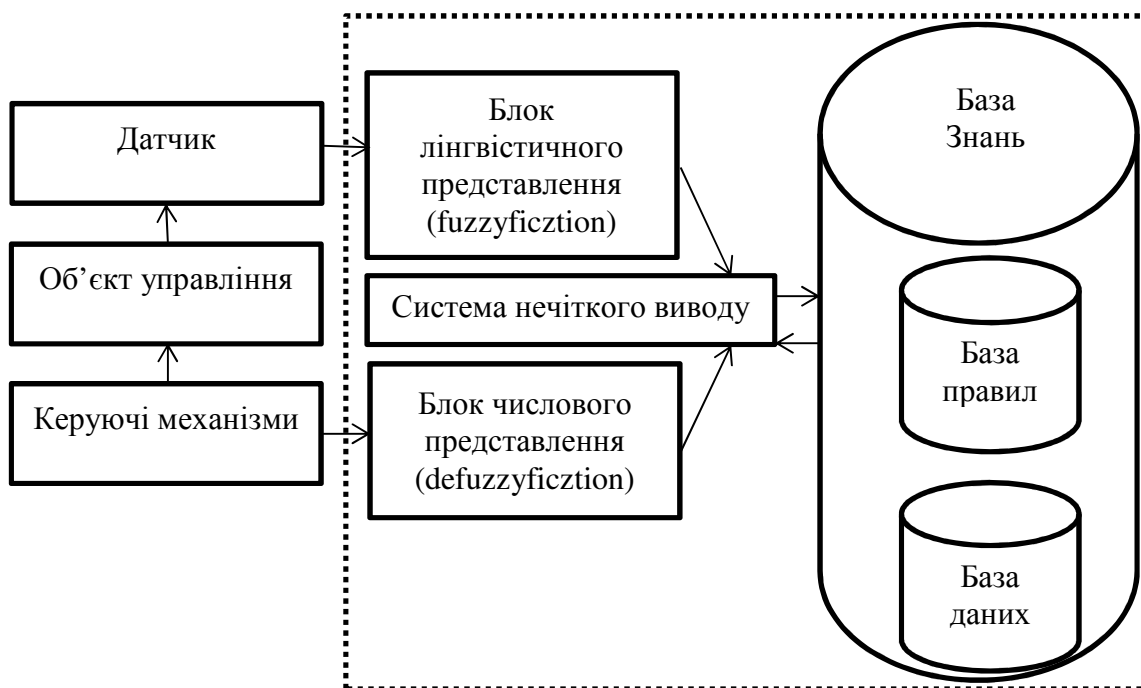 Датчик
Об’єкт управління
Керуючі механізми
Блок
лінгвістичного
представлення
(fuzzyficztion)
Система нечіткого виводу
Блок числового
представлення
(defuzzyficztion)
База
Знань
База
правил
База
даних